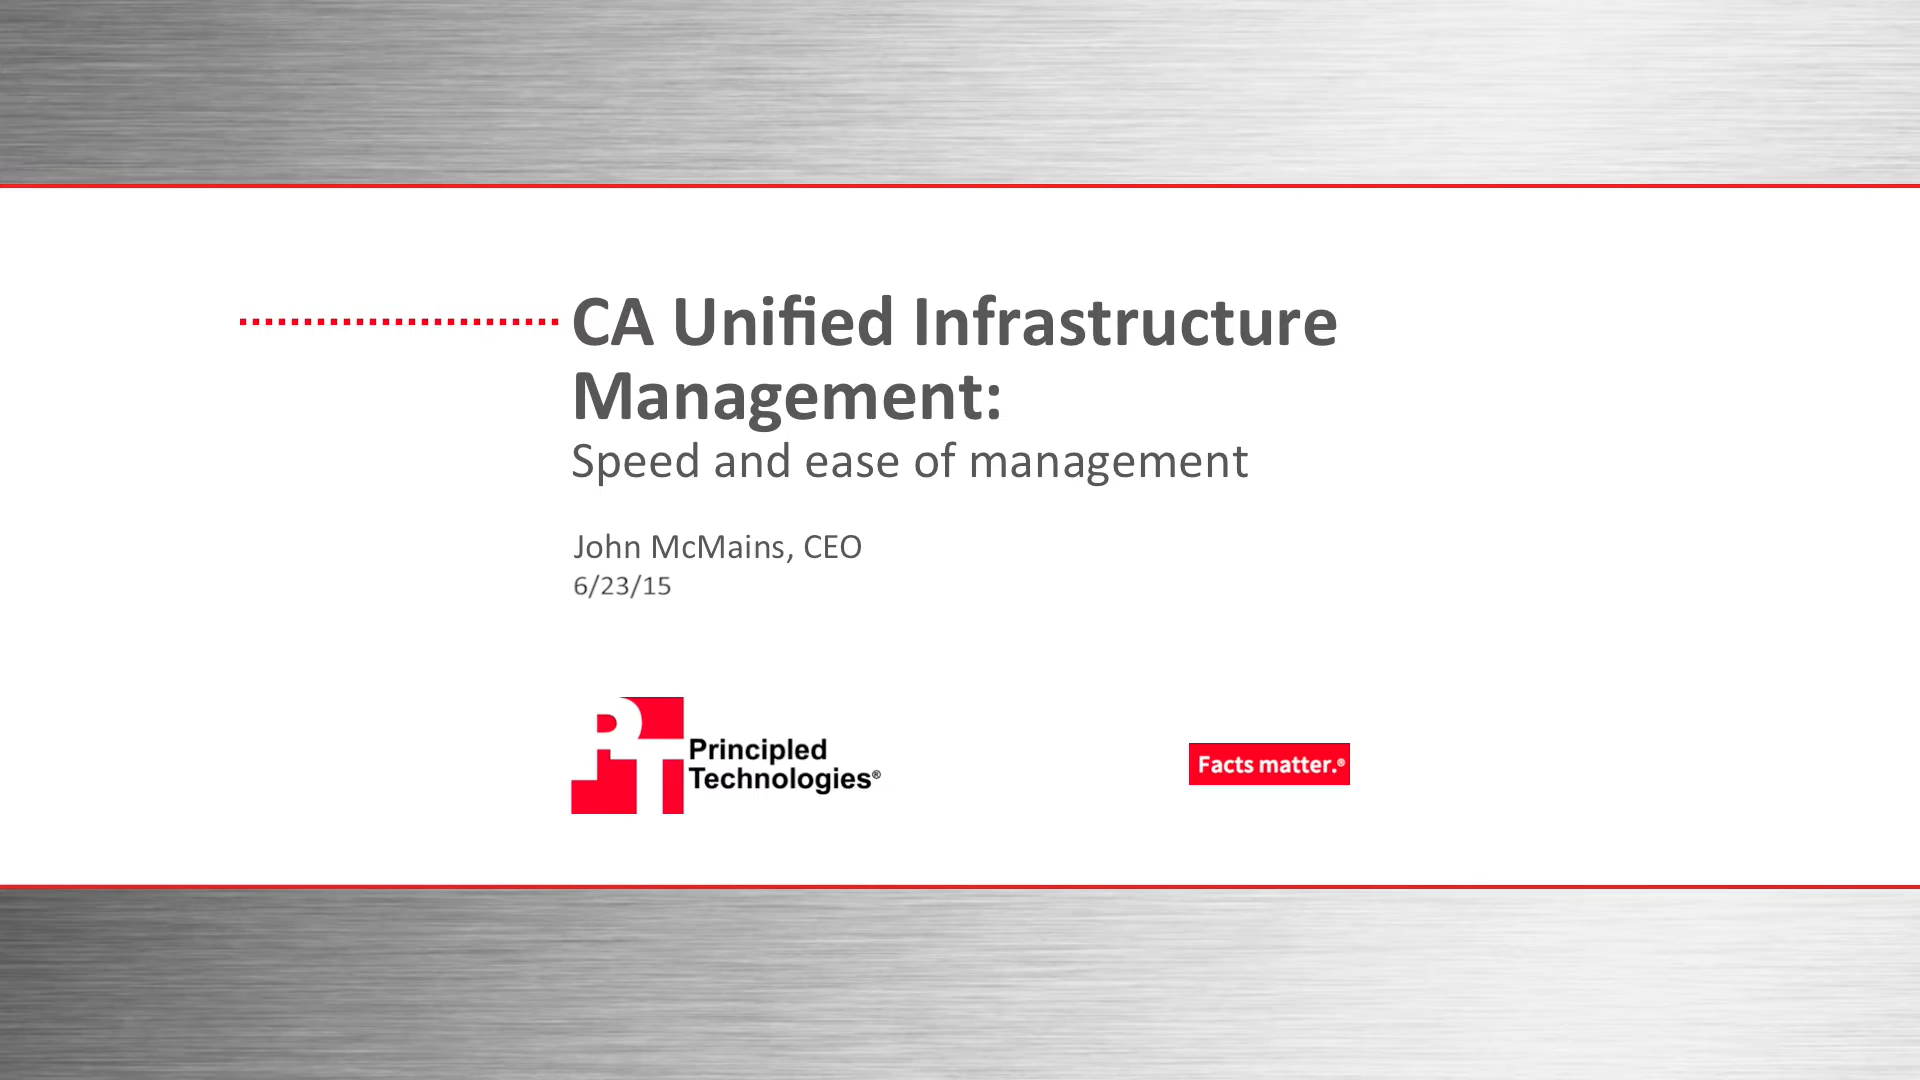 CA Unified Infrastructure
Management:
Speed and ease of management
John McMains, CEO
6/23/15
PT
Principled
Technologies®
Facts matter.®